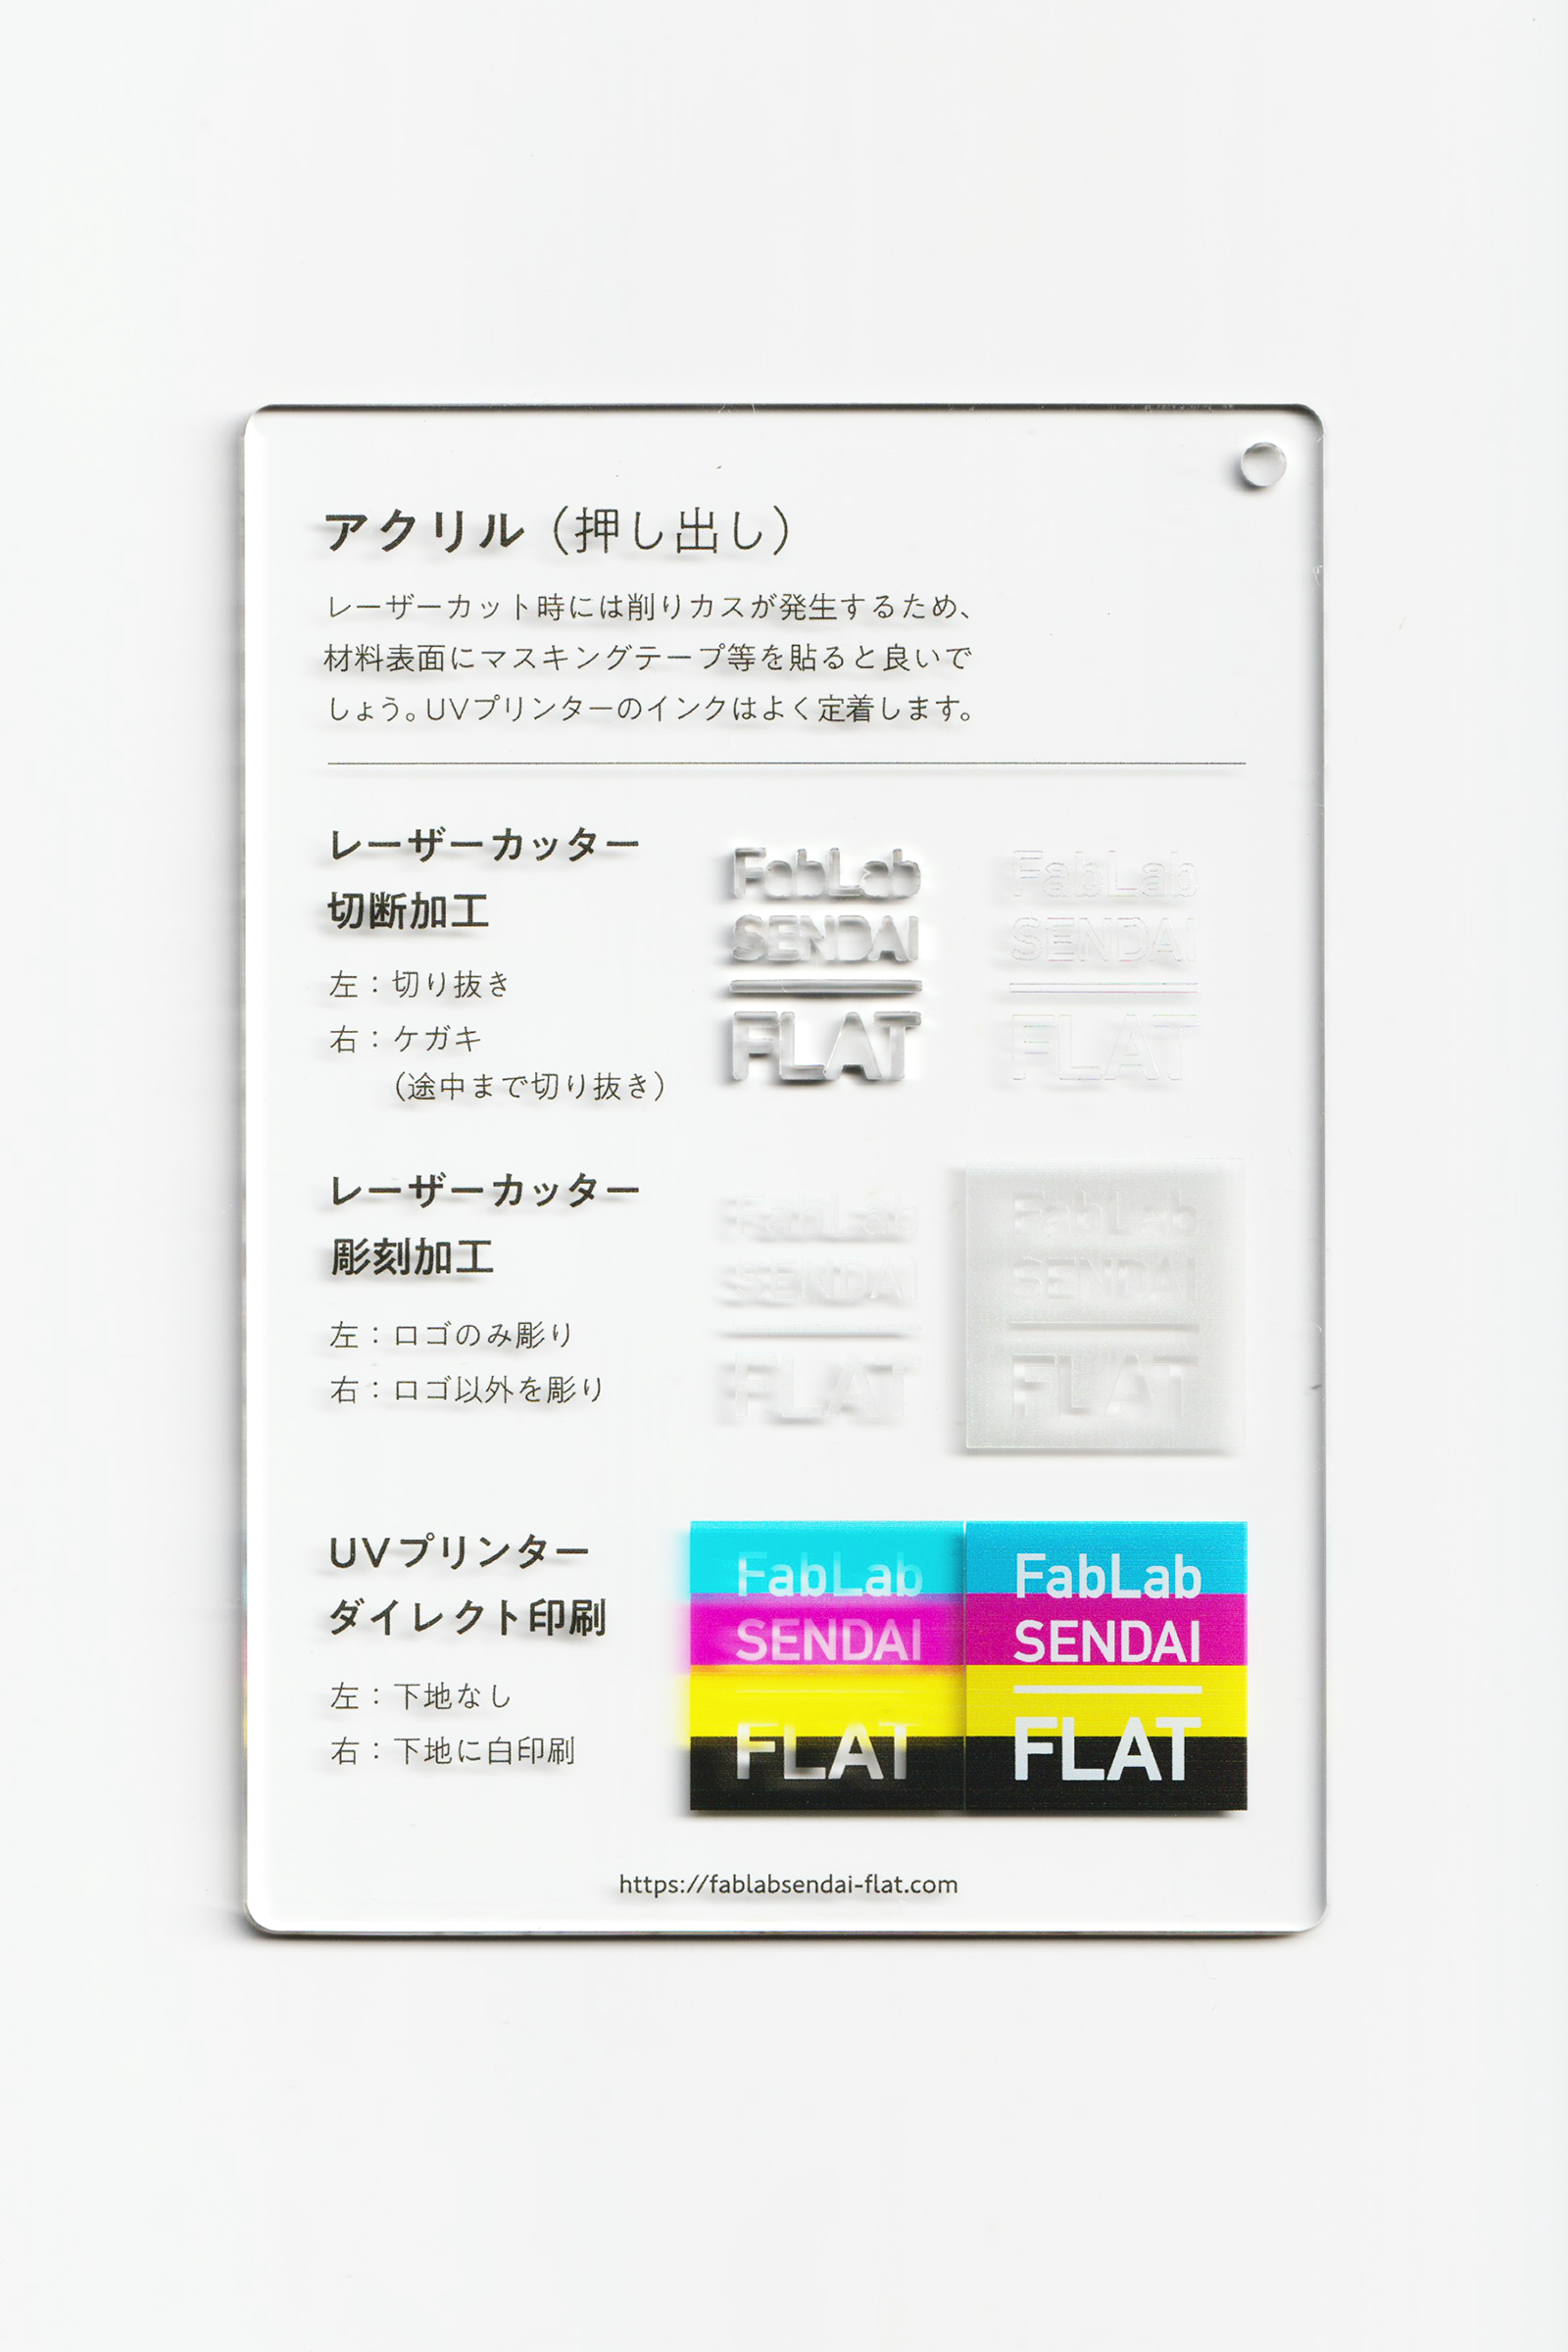 アクリル（押し出し）
レーザーカット時には削りカスが発生するため、
材料表面にマスキングテープ等を貼ると良いで
しょう。UVプリンターのインクはよく定着します。
レーザーカッター
切断加工
左：切り抜き
右：ケガキ
（途中まで切り抜き）
FabLab
SENDAI
FLAT
FabLab
SENDAI
FLAT
レーザーカッター
彫刻加工
左：ロゴのみ彫り
右：ロゴ以外を彫り
FabLab
SENDAI
FLAT
FabLab
SENDAI
FLAT
UVプリンター
ダイレクト印刷
左：下地なし
右：下地に白印刷
FabLab
SENDAI
FLAT
FabLab
SENDAI
FLAT
https://fablabsendai-flat.com